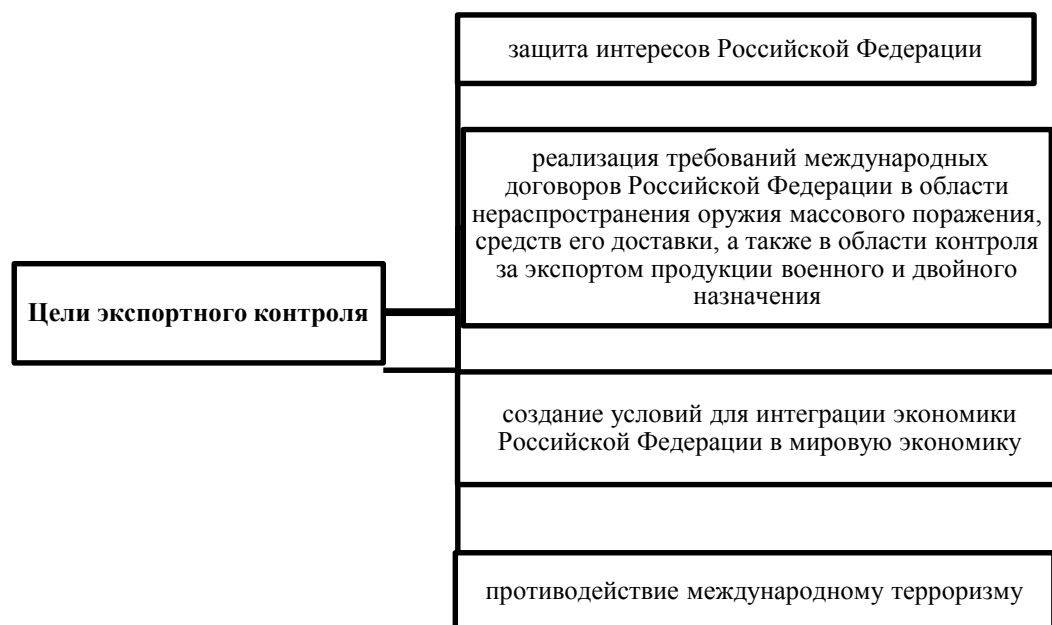 защита интересов Российской Федерации
реализация требований международных
договоров Российской Федерации в области
нераспространения оружия массового поражения,
средств его доставки, а также в области контроля
за экспортом продукции военного и двойного
назначения
Цели экспортного контроля
создание условий для интеграции экономики
Российской Федерации в мировую экономику
противодействие международному терроризму